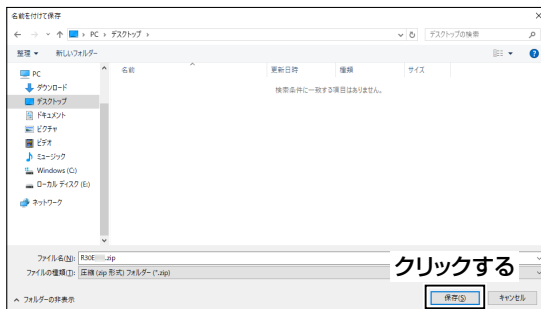 名前を付けて保存
PC › デスクトップ ›
デスクトップの検索
整理 新しいフォルダー
名前 更新日時 種類 サイズ
検索条件に一致する項目はありません。
PC
ダウンロード
デスクトップ
ドキュメント
ピクチャ
ビデオ
ミュージック
Windows (C:)
ローカル ディスク (E:)
ネットワーク
ファイル名(N): R30E .zip
ファイルの種類(T): 圧縮 (zip 形式) フォルダー (*.zip)
クリックする
フォルダーの非表示 保存(S) キャンセル